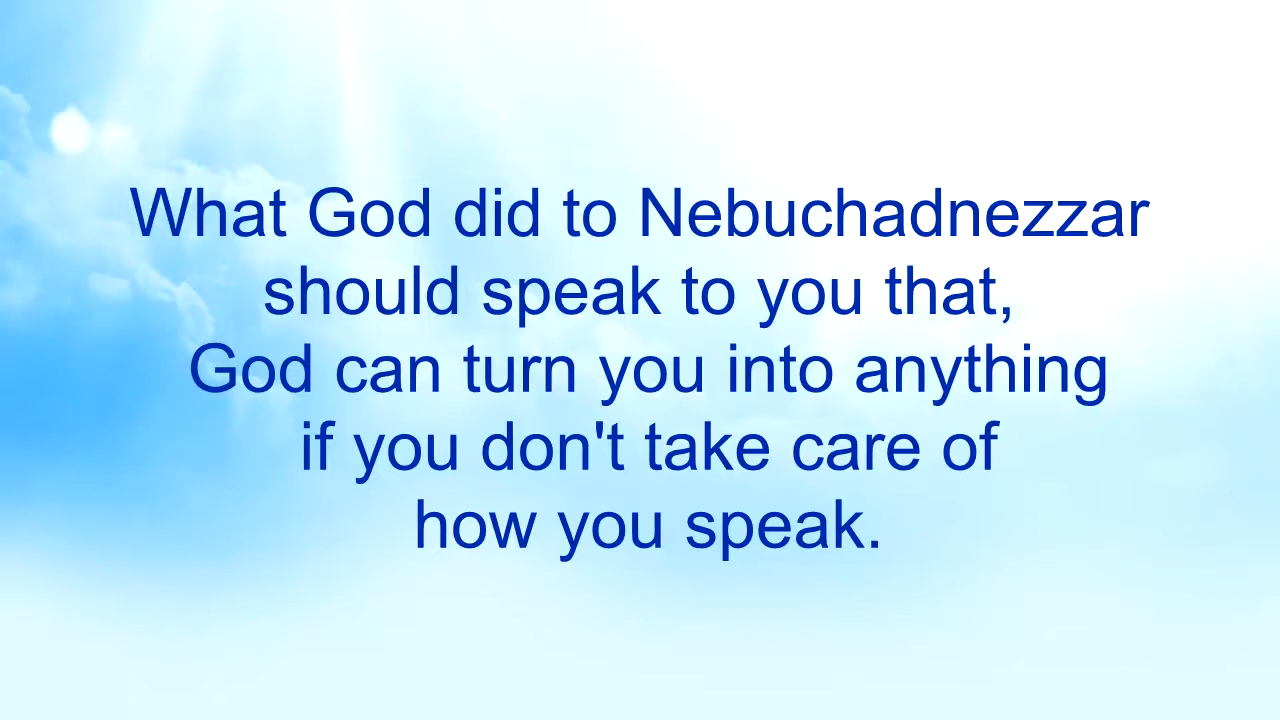 What God did to Nebuchadnezzar
should speak to you that,
God can turn you into anything
if you don't take care of
how you speak.